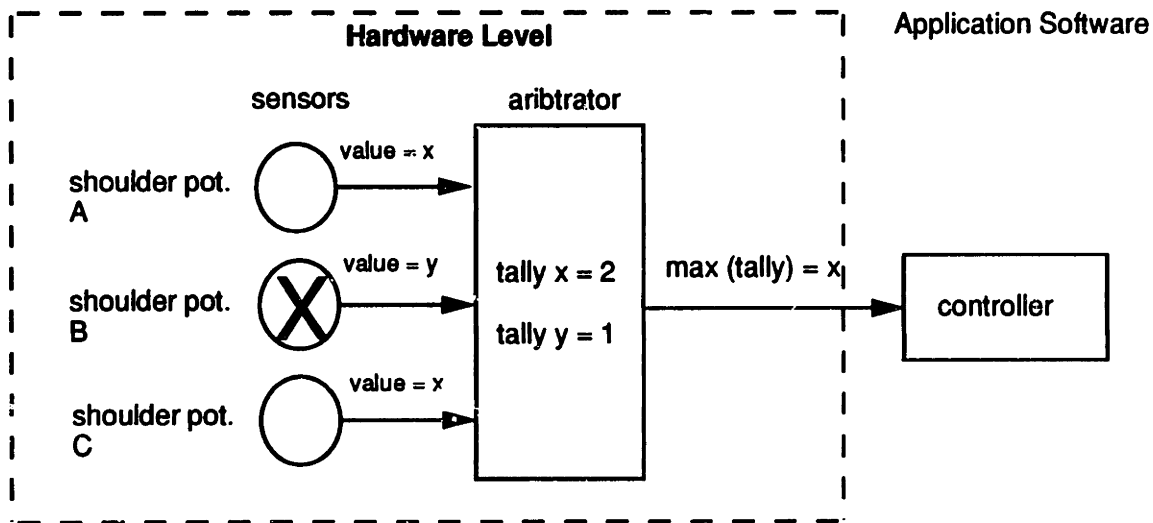 Hardware Level
Application Software
sensors
aribtrator
shoulder pot.
A
value = x
shoulder pot.
B
value = y
X
shoulder pot.
C
value = x
tally x = 2
tally y = 1
max (tally) = x
controller